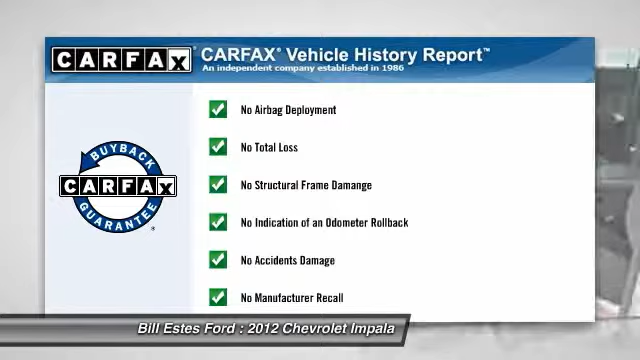 CARFAX CARFAX® Vehicle History Report™
An independent company established in 1986
No Airbag Deployment
No Total Loss
BUYBACK
CARFAX
GUARANTEE®
No Structural Frame Damange
No Indication of an Odometer Rollback
No Accidents Damage
No Manufacturer Recall
Bill Estes Ford : 2012 Chevrolet Impala